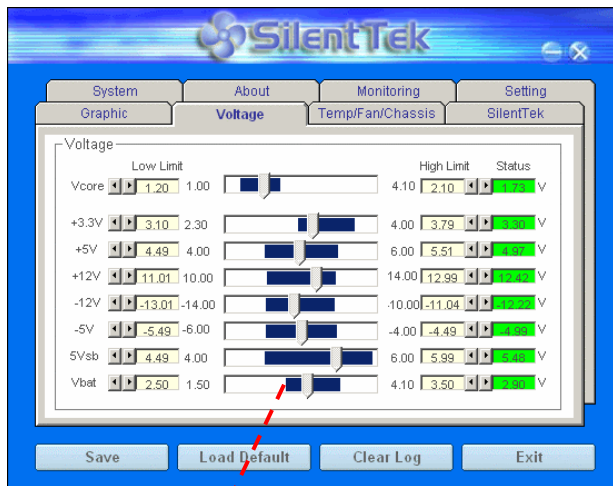 SilentTek
System About Monitoring Setting
Graphic Voltage Temp/Fan/Chassis SilentTek
Voltage
Low Limit High Limit Status
Vcore 1.20 1.00 4.10 2.10 1.73 V
+3.3V 3.10 2.30 4.00 3.79 3.30 V
+5V 4.49 4.00 6.00 5.51 4.97 V
+12V 11.01 10.00 14.00 12.99 12.42 V
-12V -13.01 -14.00 -10.00 -11.04 -12.22 V
-5V -5.49 -6.00 -4.00 -4.49 -4.99 V
5Vsb 4.49 4.00 6.00 5.99 5.48 V
Vbat 2.50 1.50 4.10 3.50 2.90 V
Save Load Default Clear Log Exit